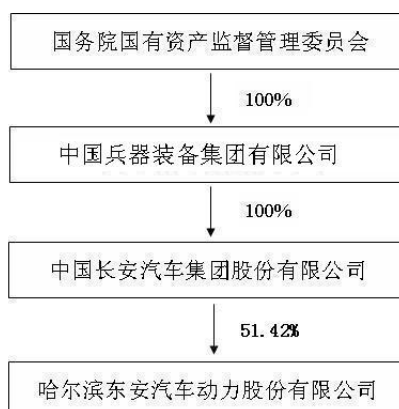 国务院国有资产监督管理委员会
100%
中国兵器装备集团有限公司
100%
中国长安汽车集团股份有限公司
51.42%
哈尔滨东安汽车动力股份有限公司